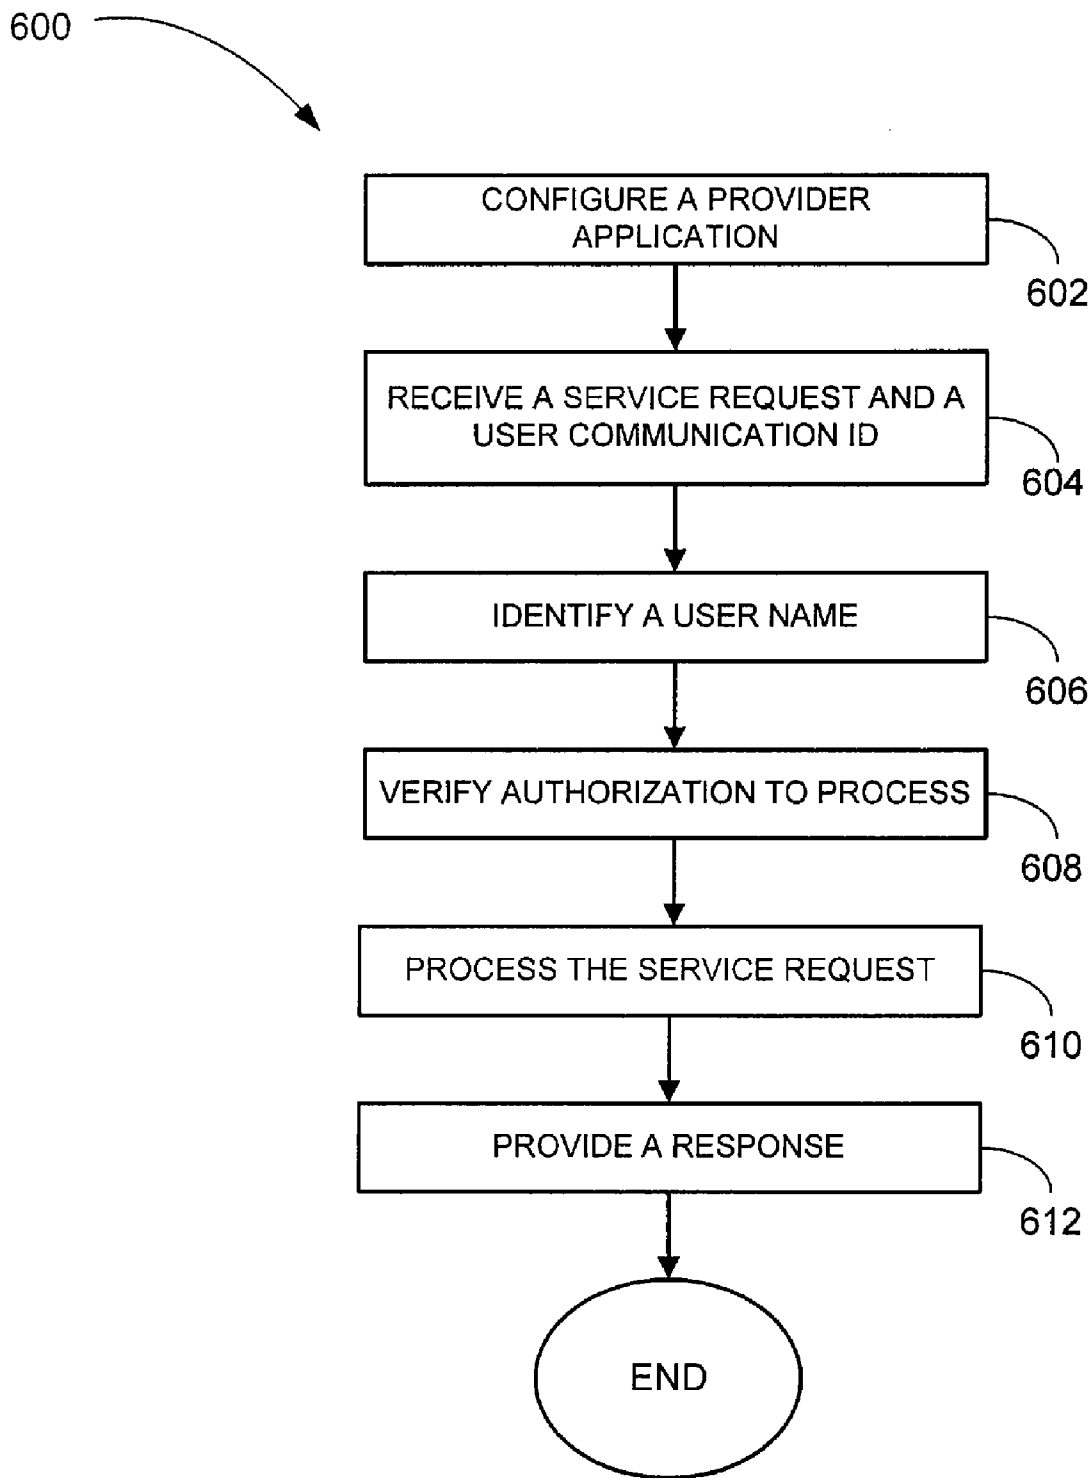 600
CONFIGURE A PROVIDER
APPLICATION
602
RECEIVE A SERVICE REQUEST AND A
USER COMMUNICATION ID
604
IDENTIFY A USER NAME
606
VERIFY AUTHORIZATION TO PROCESS
608
PROCESS THE SERVICE REQUEST
610
PROVIDE A RESPONSE
612
END